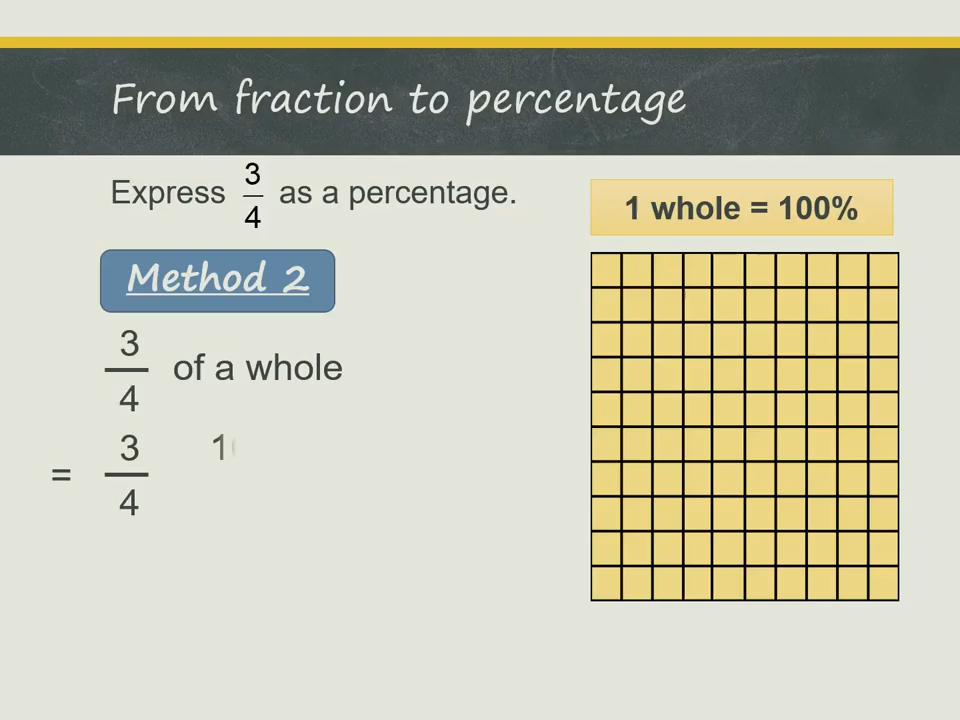 From fraction to percentage
Express 3/4 as a percentage.
1 whole = 100%
Method 2
3/4 of a whole
= 3/4 1